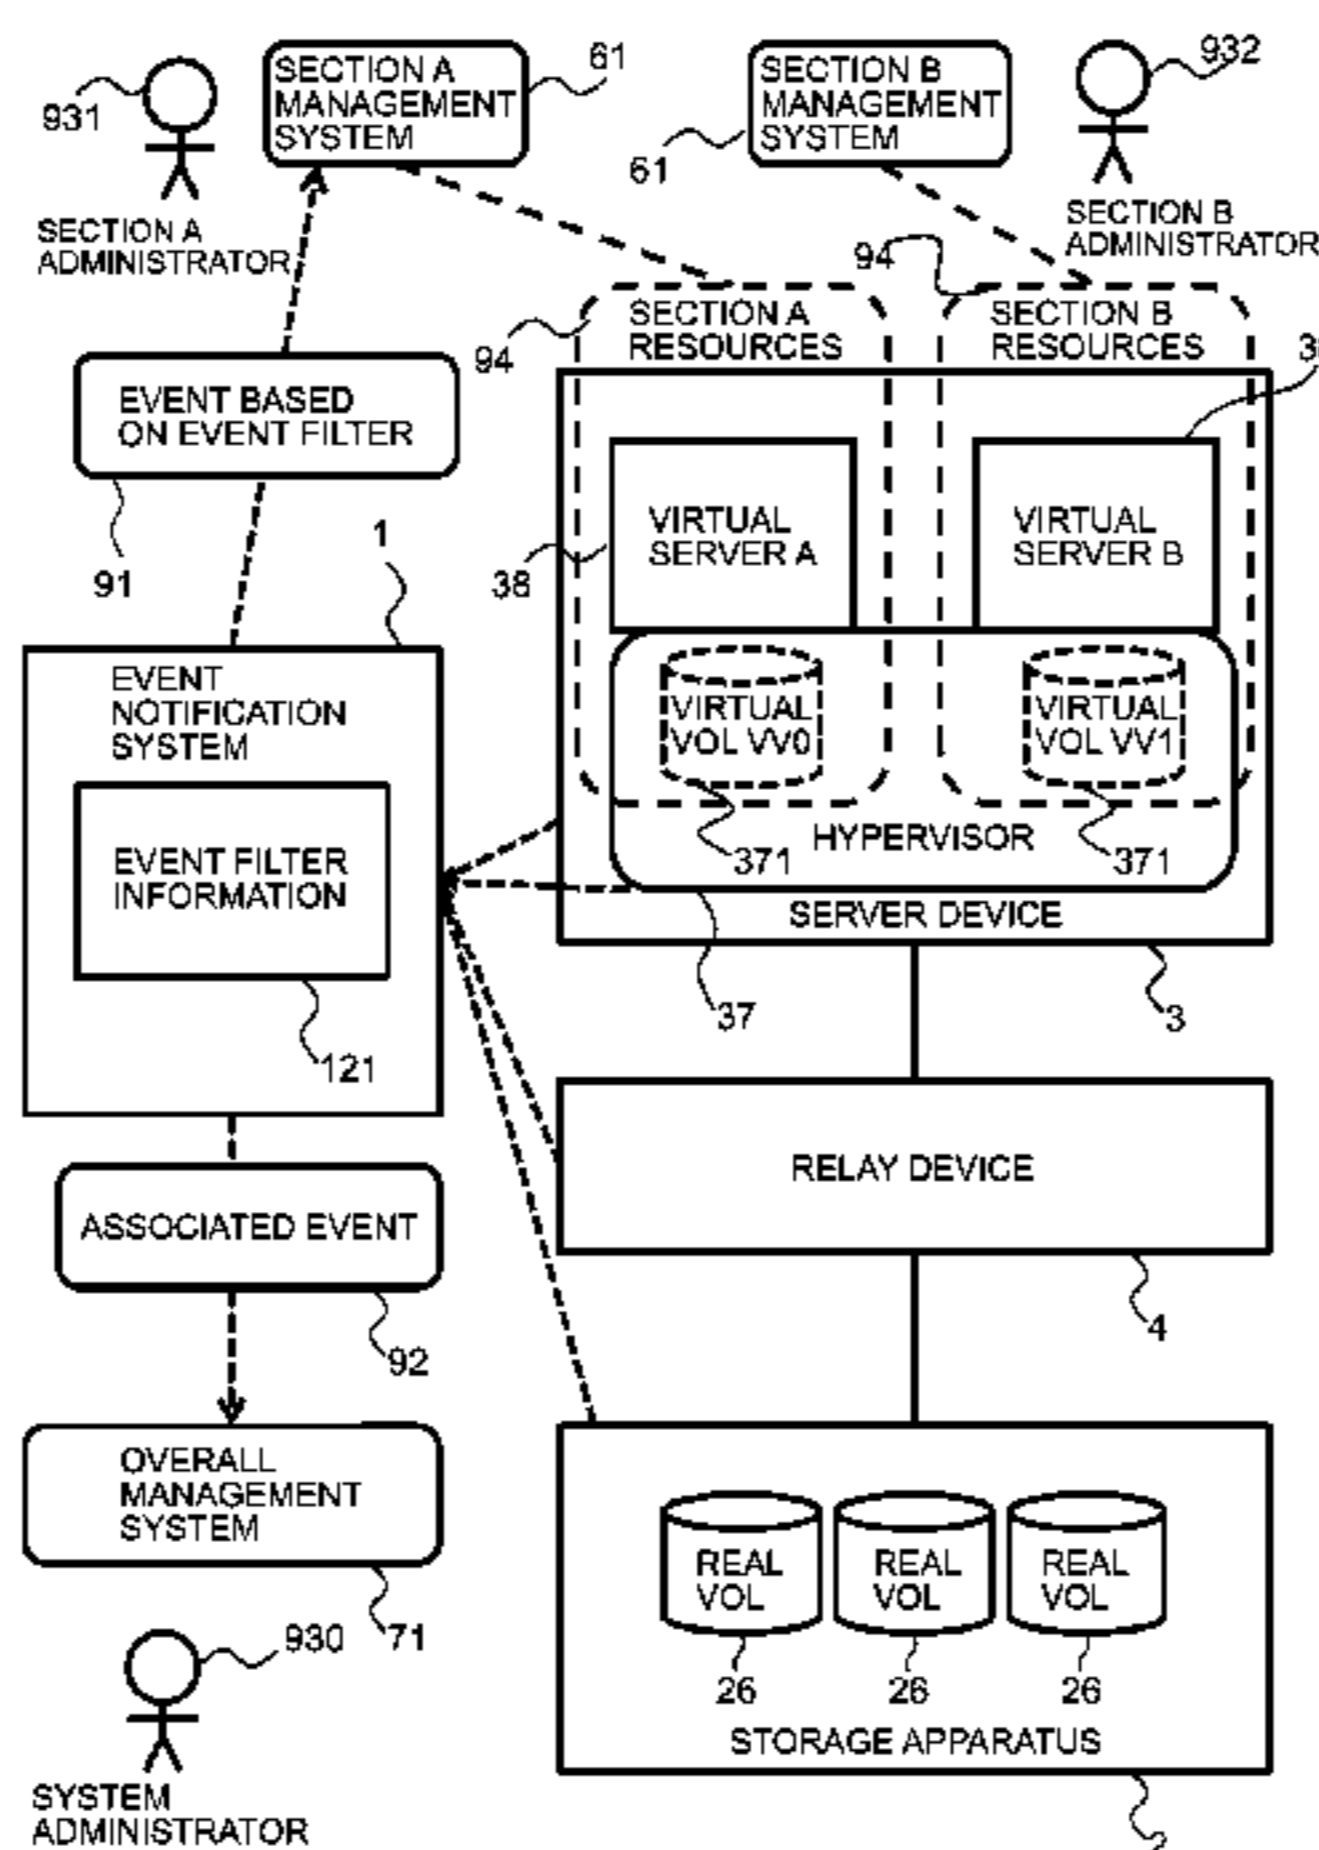 931
SECTION A
MANAGEMENT
SYSTEM
61
SECTION B
MANAGEMENT
SYSTEM
61
932
SECTION A
ADMINISTRATOR
SECTION B
ADMINISTRATOR
94
94
SECTION A
RESOURCES
SECTION B
RESOURCES
EVENT BASED
ON EVENT FILTER
91
1
38
VIRTUAL
SERVER A
VIRTUAL
SERVER B
EVENT
NOTIFICATION
SYSTEM
VIRTUAL
VOL VV0
VIRTUAL
VOL VV1
EVENT FILTER
INFORMATION
121
371
HYPERVISOR
371
SERVER DEVICE
37
3
RELAY DEVICE
4
ASSOCIATED EVENT
92
OVERALL
MANAGEMENT
SYSTEM
71
REAL
VOL
REAL
VOL
REAL
VOL
26
26
26
STORAGE APPARATUS
2
930
SYSTEM
ADMINISTRATOR